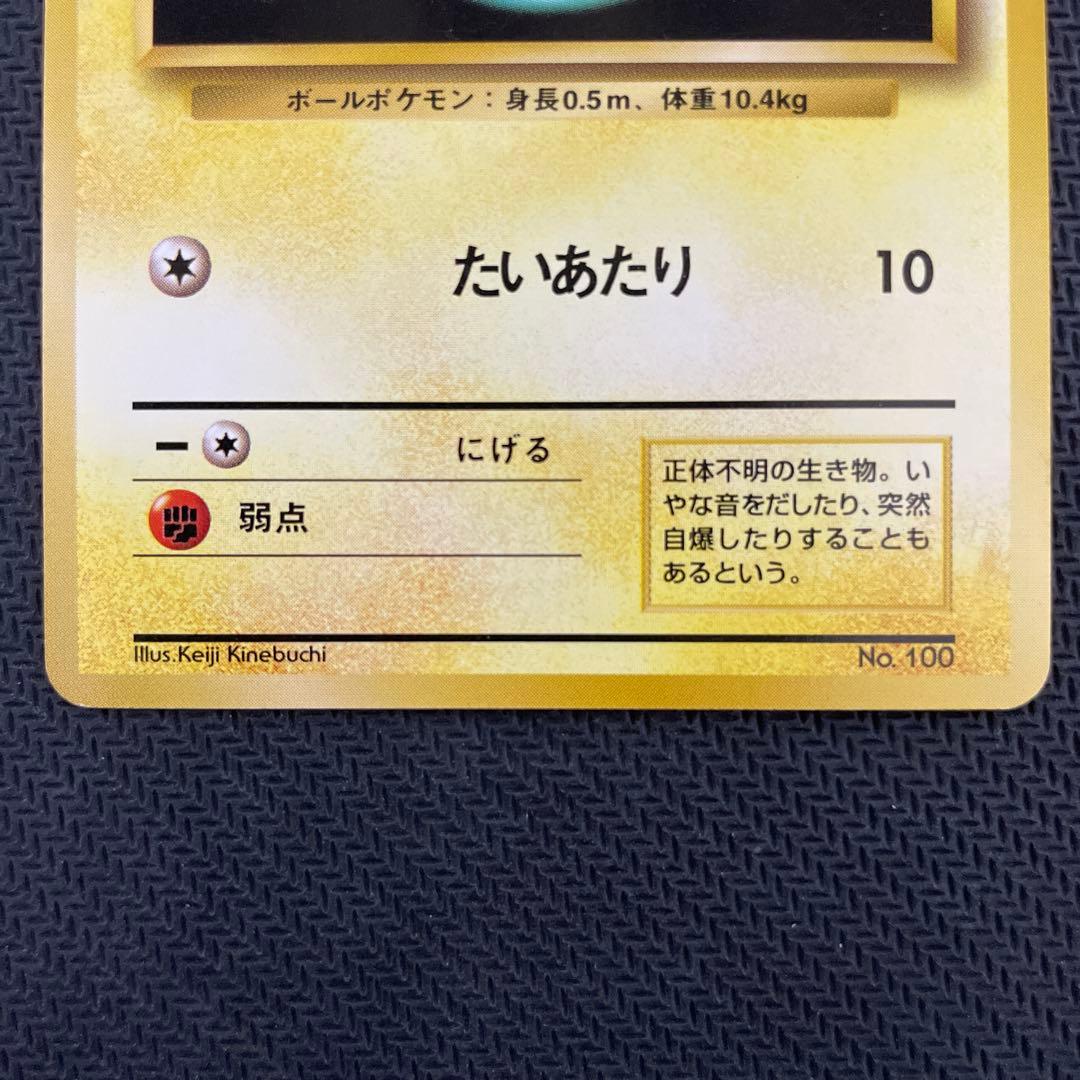 ボールポケモン：身長0.5m、体重10.4kg
たいあたり 10
ー にげる
弱点
正体不明の生き物。い
やな音をだしたり、突然
自爆したりすることも
あるという。
Illus.Keiji Kinebuchi No. 100